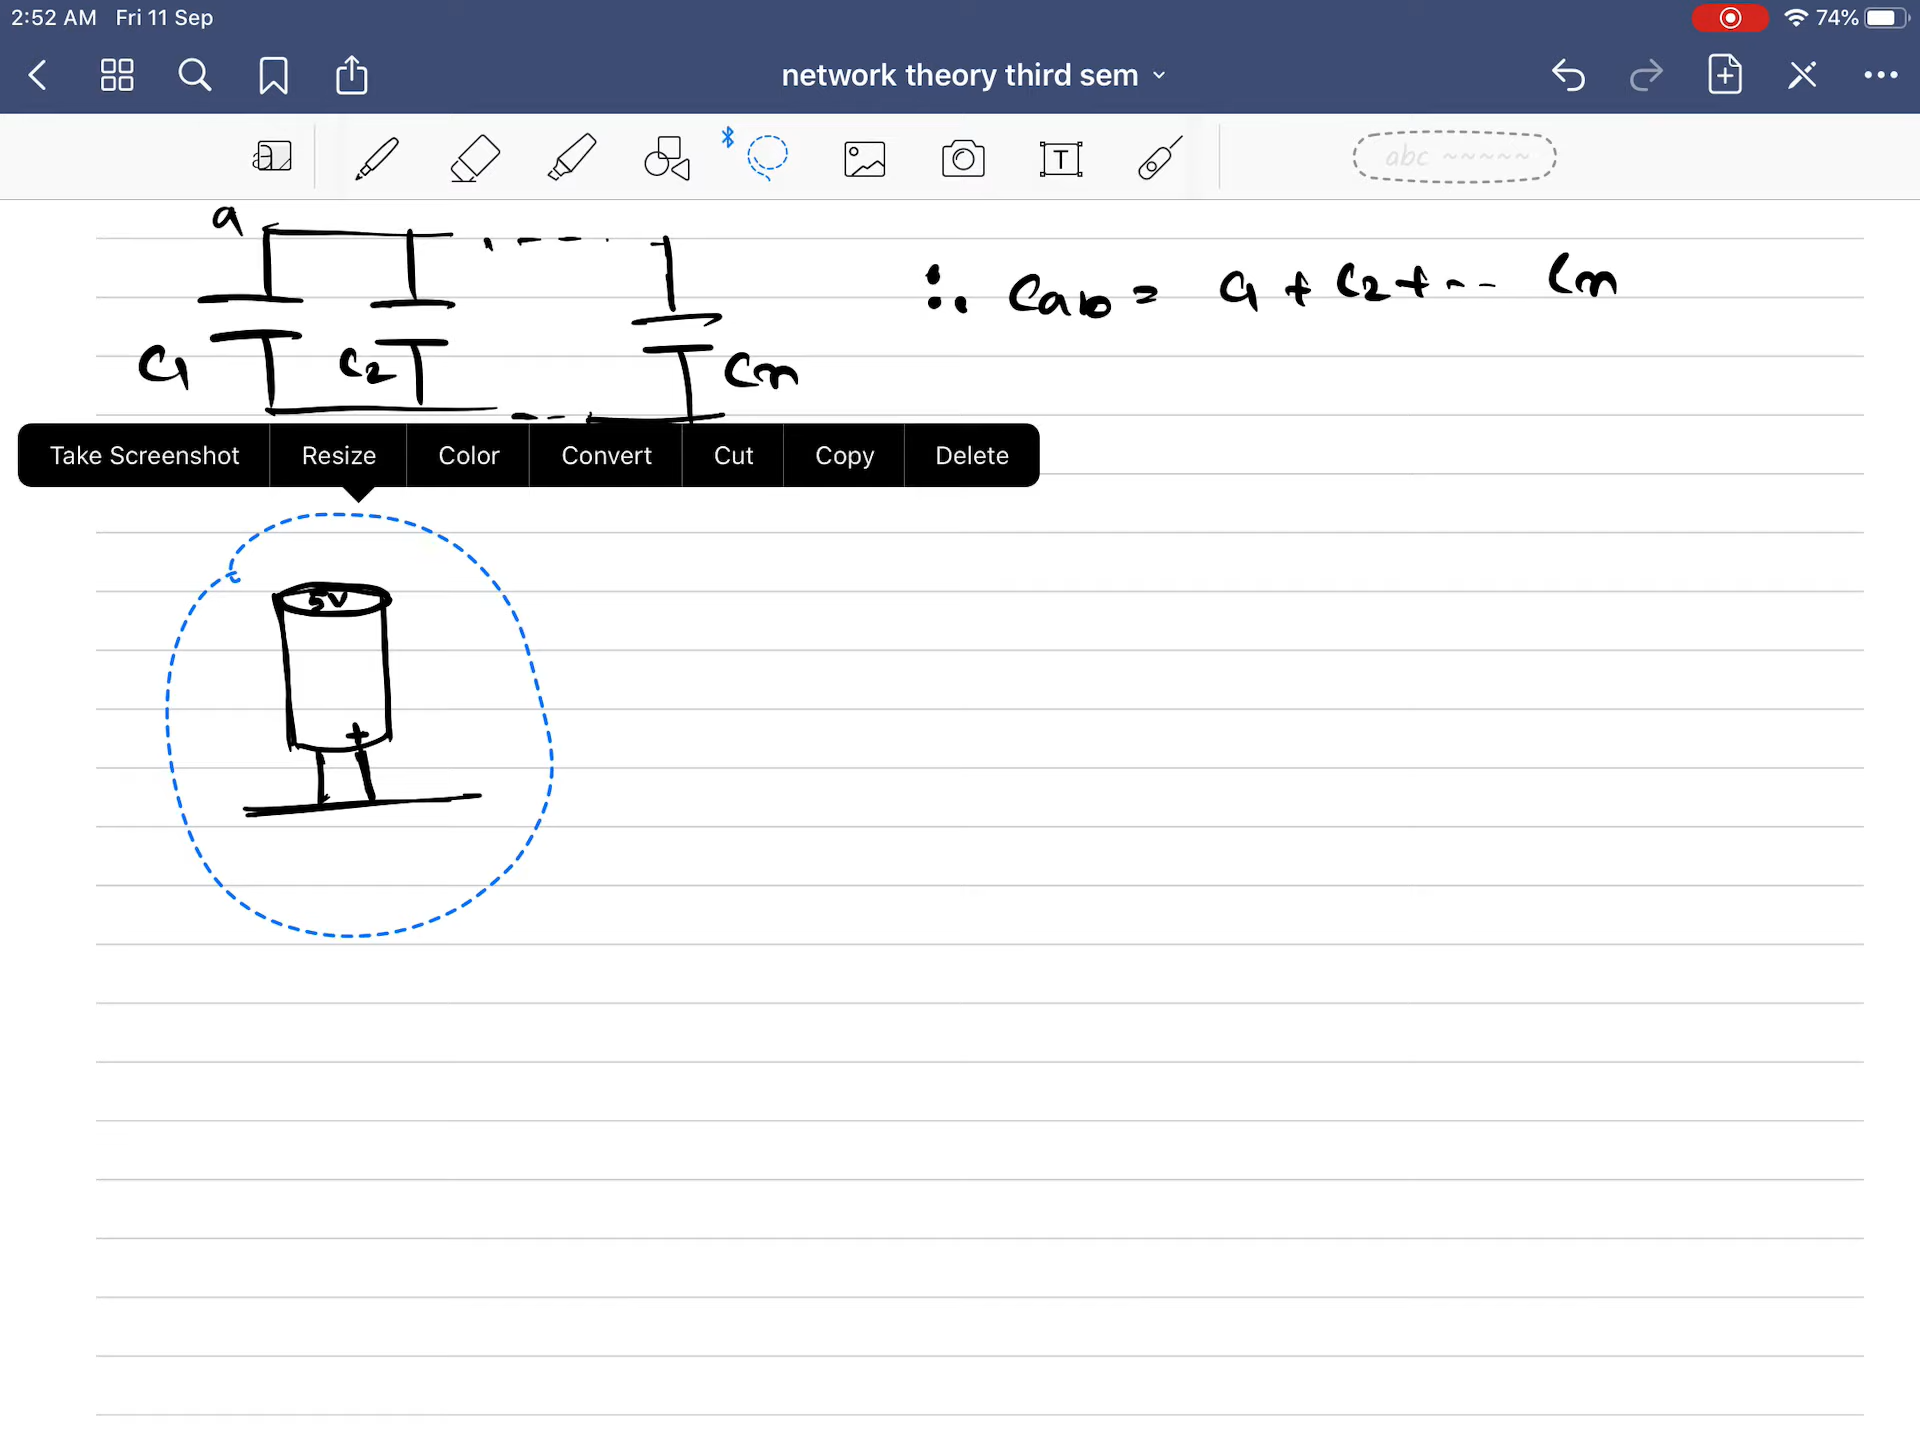 2:52 AM Fri 11 Sep 74%
network theory third sem
abc
a
∴ Cab = C1 + C2 + -- Cn
C1 C2 Cn
Take Screenshot Resize Color Convert Cut Copy Delete
5V
+